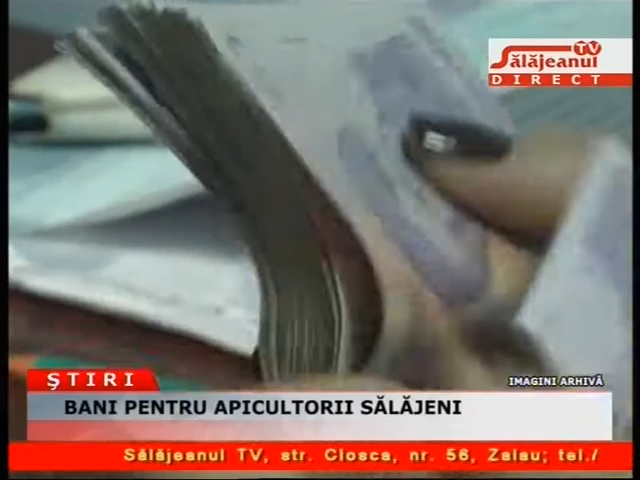 Sălăjeanul TV
DIRECT
ŞTIRI
IMAGINI ARHIVĂ
BANI PENTRU APICULTORII SĂLĂJENI
Sălăjeanul TV, str. Closca, nr. 56, Zalau; tel./